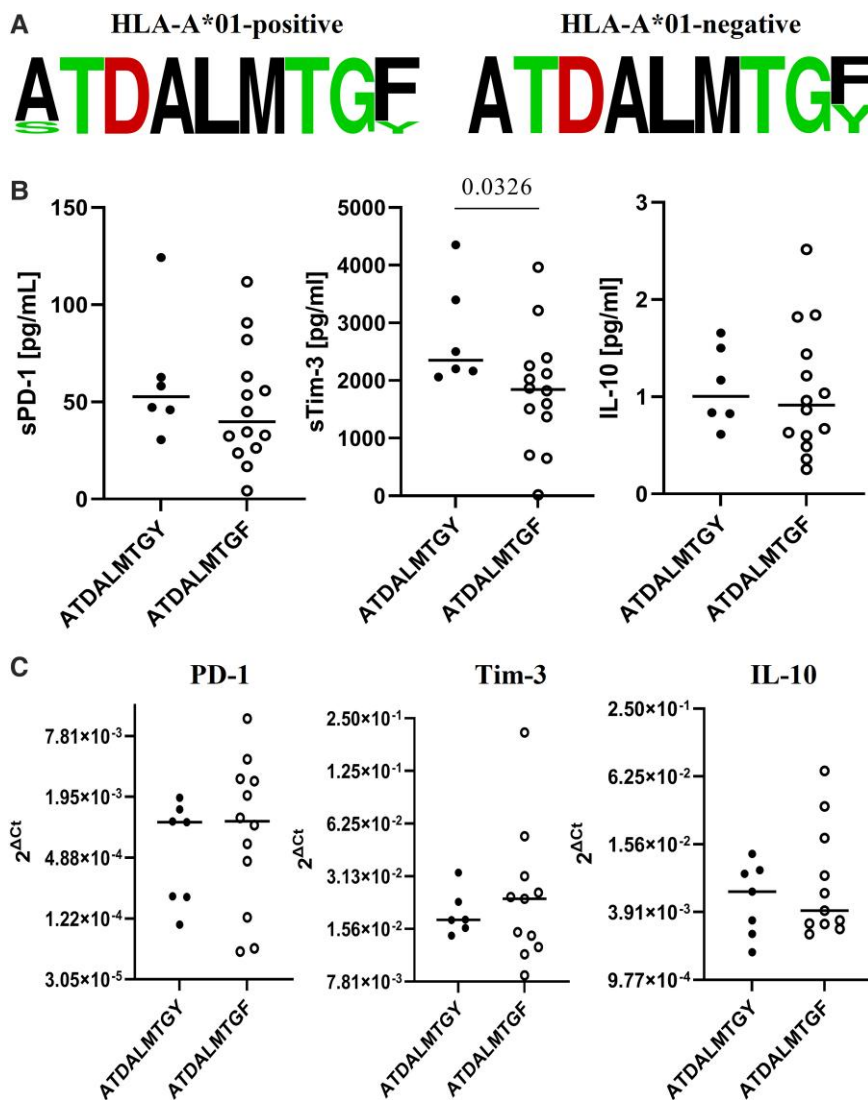 A
HLA-A*01-positive
HLA-A*01-negative
ASTDALMTGFY
ATDALMTGFY
B
sPD-1 [pg/mL]
150
100
50
0
ATDALMTGY
ATDALMTGF
0.0326
sTim-3 [pg/ml]
5000
4000
3000
2000
1000
0
ATDALMTGY
ATDALMTGF
IL-10 [pg/ml]
3
2
1
0
ATDALMTGY
ATDALMTGF
C
PD-1
2^ΔCt
7.81×10⁻³
1.95×10⁻³
4.88×10⁻⁴
1.22×10⁻⁴
3.05×10⁻⁵
ATDALMTGY
ATDALMTGF
Tim-3
2^ΔCt
2.50×10⁻¹
1.25×10⁻¹
6.25×10⁻²
3.13×10⁻²
1.56×10⁻²
7.81×10⁻³
ATDALMTGY
ATDALMTGF
IL-10
2^ΔCt
2.50×10⁻¹
6.25×10⁻²
1.56×10⁻²
3.91×10⁻³
9.77×10⁻⁴
ATDALMTGY
ATDALMTGF